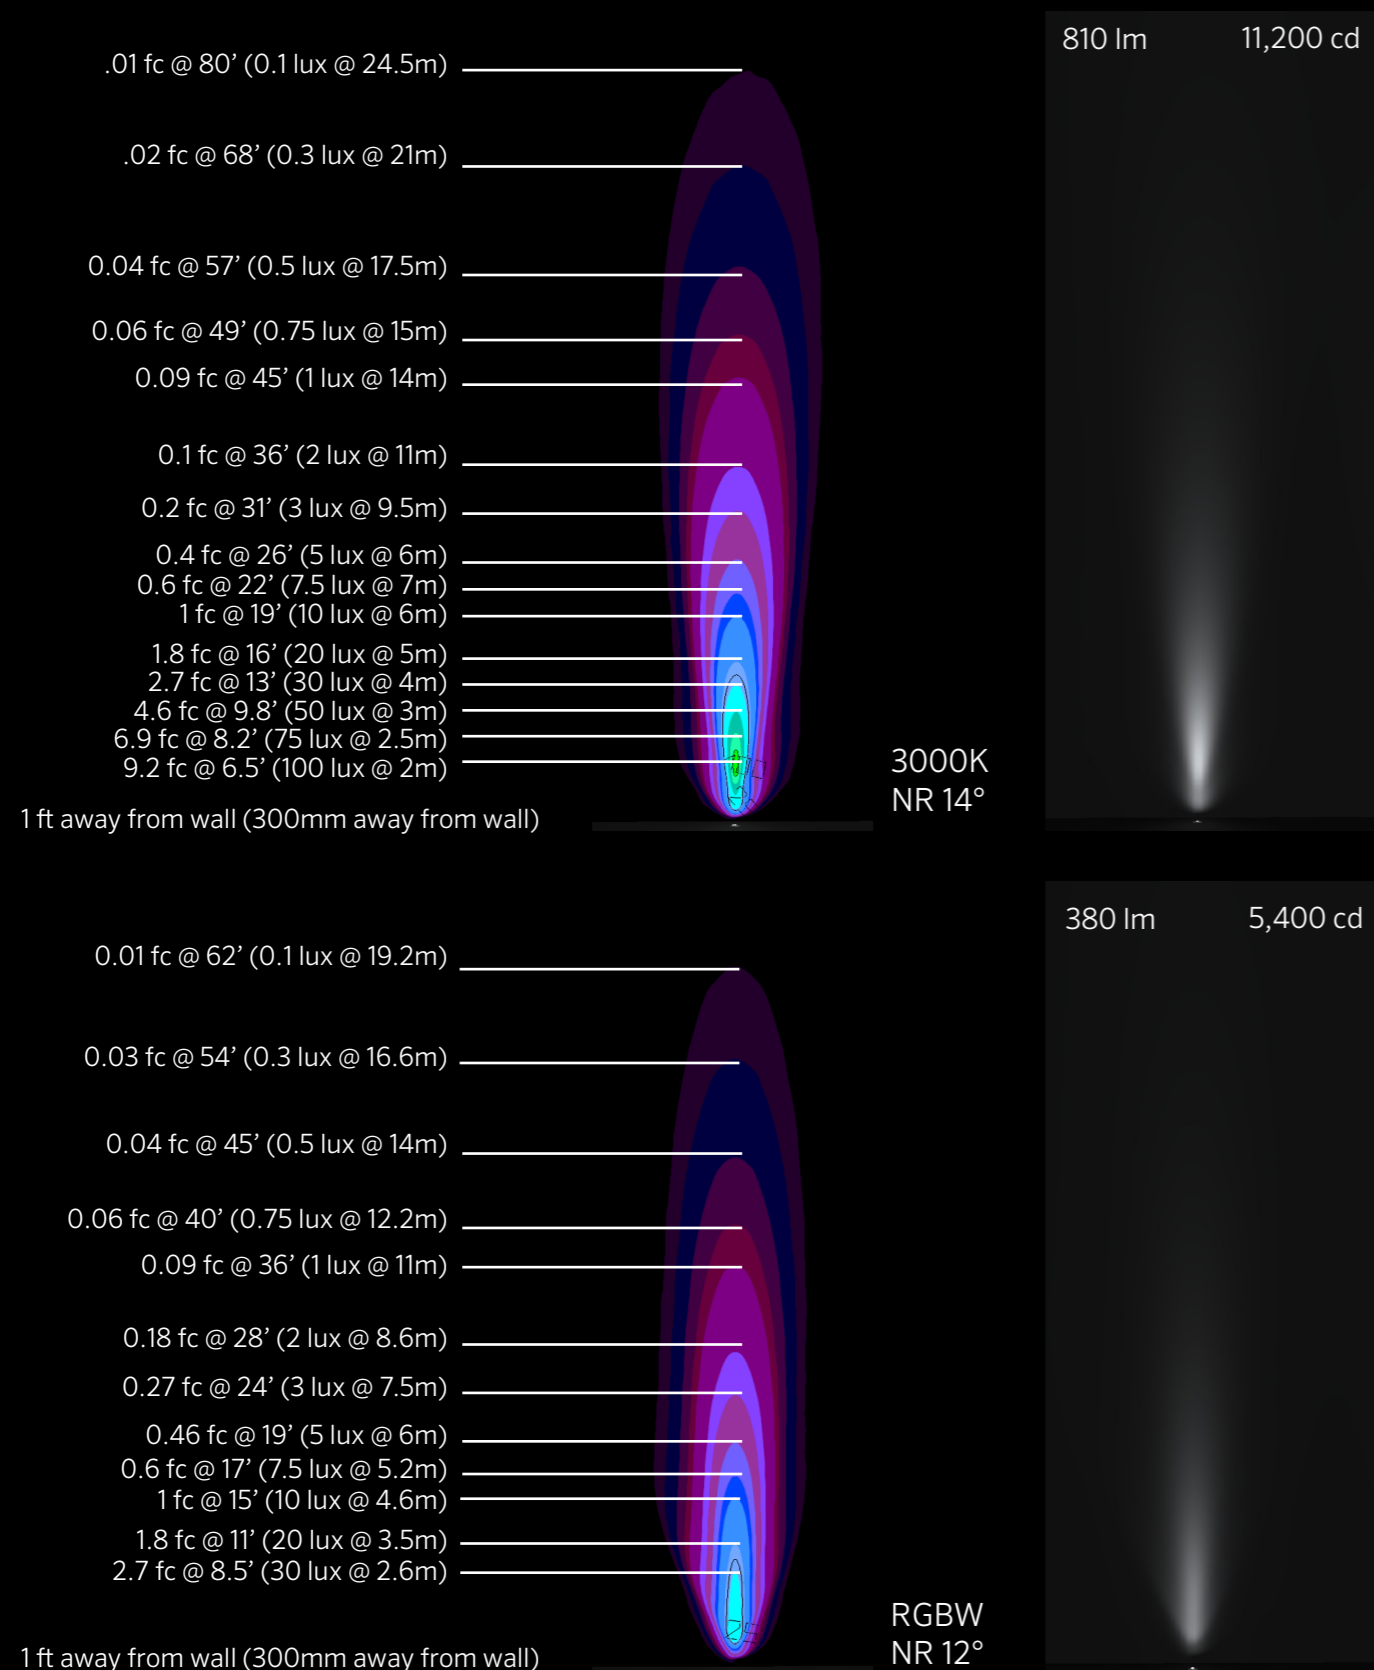 810 lm 11,200 cd
.01 fc @ 80’ (0.1 lux @ 24.5m)
.02 fc @ 68’ (0.3 lux @ 21m)
0.04 fc @ 57’ (0.5 lux @ 17.5m)
0.06 fc @ 49’ (0.75 lux @ 15m)
0.09 fc @ 45’ (1 lux @ 14m)
0.1 fc @ 36’ (2 lux @ 11m)
0.2 fc @ 31’ (3 lux @ 9.5m)
0.4 fc @ 26’ (5 lux @ 6m)
0.6 fc @ 22’ (7.5 lux @ 7m)
1 fc @ 19’ (10 lux @ 6m)
1.8 fc @ 16’ (20 lux @ 5m)
2.7 fc @ 13’ (30 lux @ 4m)
4.6 fc @ 9.8’ (50 lux @ 3m)
6.9 fc @ 8.2’ (75 lux @ 2.5m)
9.2 fc @ 6.5’ (100 lux @ 2m)
3000K
NR 14°
1 ft away from wall (300mm away from wall)
380 lm 5,400 cd
0.01 fc @ 62’ (0.1 lux @ 19.2m)
0.03 fc @ 54’ (0.3 lux @ 16.6m)
0.04 fc @ 45’ (0.5 lux @ 14m)
0.06 fc @ 40’ (0.75 lux @ 12.2m)
0.09 fc @ 36’ (1 lux @ 11m)
0.18 fc @ 28’ (2 lux @ 8.6m)
0.27 fc @ 24’ (3 lux @ 7.5m)
0.46 fc @ 19’ (5 lux @ 6m)
0.6 fc @ 17’ (7.5 lux @ 5.2m)
1 fc @ 15’ (10 lux @ 4.6m)
1.8 fc @ 11’ (20 lux @ 3.5m)
2.7 fc @ 8.5’ (30 lux @ 2.6m)
RGBW
NR 12°
1 ft away from wall (300mm away from wall)